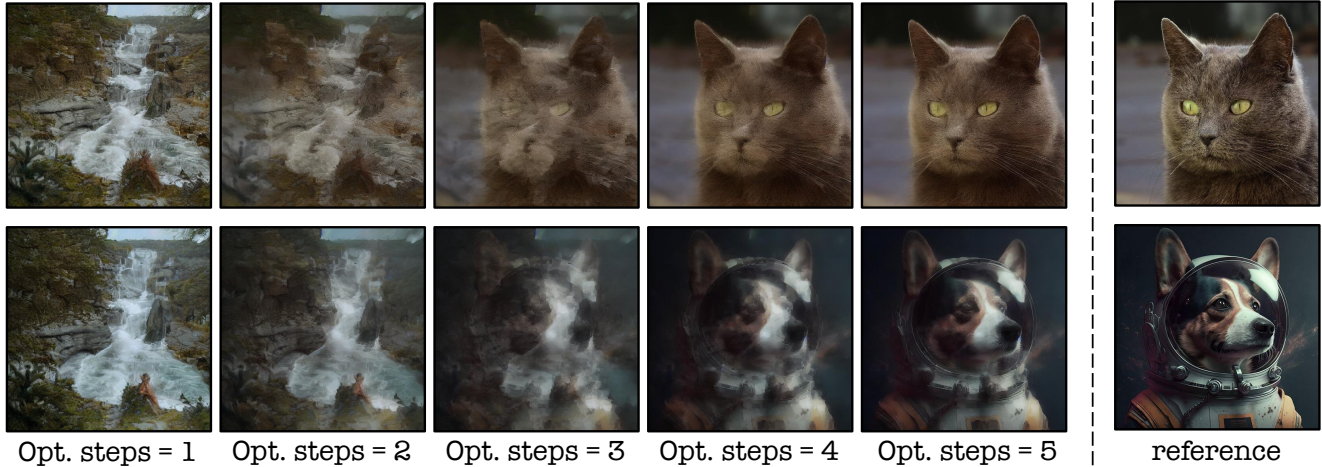 Opt. steps = 1 Opt. steps = 2 Opt. steps = 3 Opt. steps = 4 Opt. steps = 5 reference